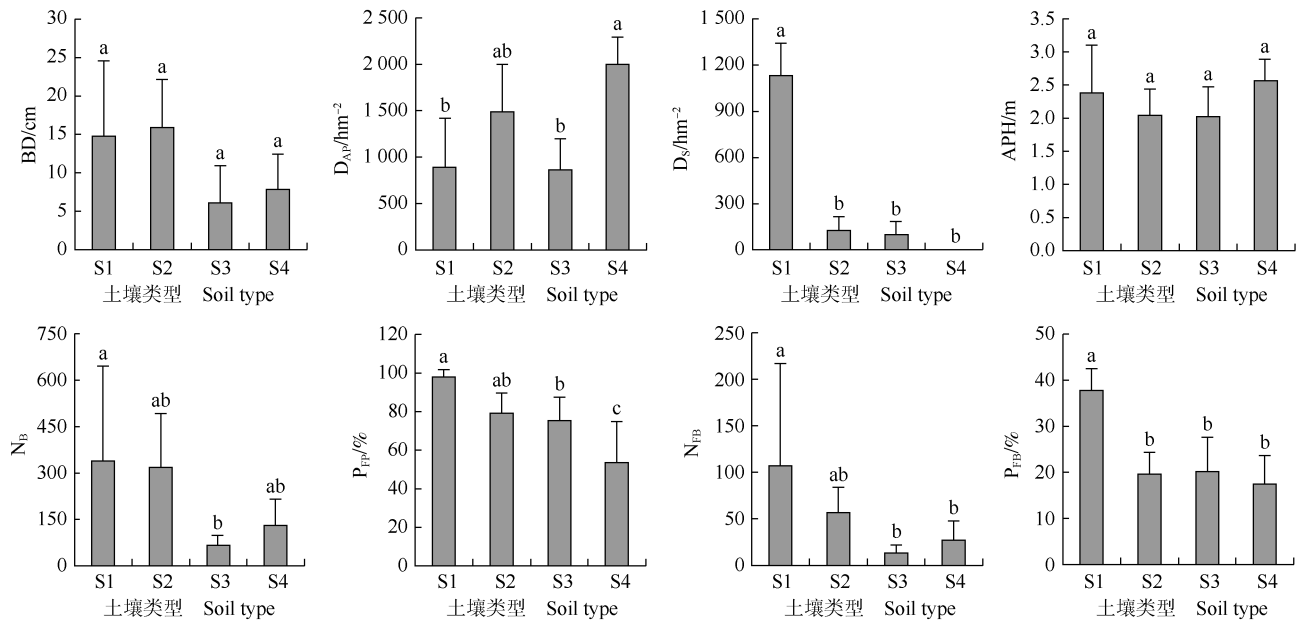 BD/cm
30
25
20
15
10
5
0
a
a
a
a
S1 S2 S3 S4
土壤类型 Soil type
D_AP/hm⁻²
2 500
2 000
1 500
1 000
500
0
b
ab
b
a
S1 S2 S3 S4
土壤类型 Soil type
D_S/hm⁻²
1 500
1 200
900
600
300
0
a
b
b
b
S1 S2 S3 S4
土壤类型 Soil type
APH/m
3.5
3.0
2.5
2.0
1.5
1.0
0.5
0.0
a
a
a
a
S1 S2 S3 S4
土壤类型 Soil type
N_B
750
600
450
300
150
0
a
ab
b
ab
S1 S2 S3 S4
土壤类型 Soil type
P_FP/%
120
100
80
60
40
20
0
a
ab
b
c
S1 S2 S3 S4
土壤类型 Soil type
N_FB
250
200
150
100
50
0
a
ab
b
b
S1 S2 S3 S4
土壤类型 Soil type
P_FB/%
50
40
30
20
10
0
a
b
b
b
S1 S2 S3 S4
土壤类型 Soil type